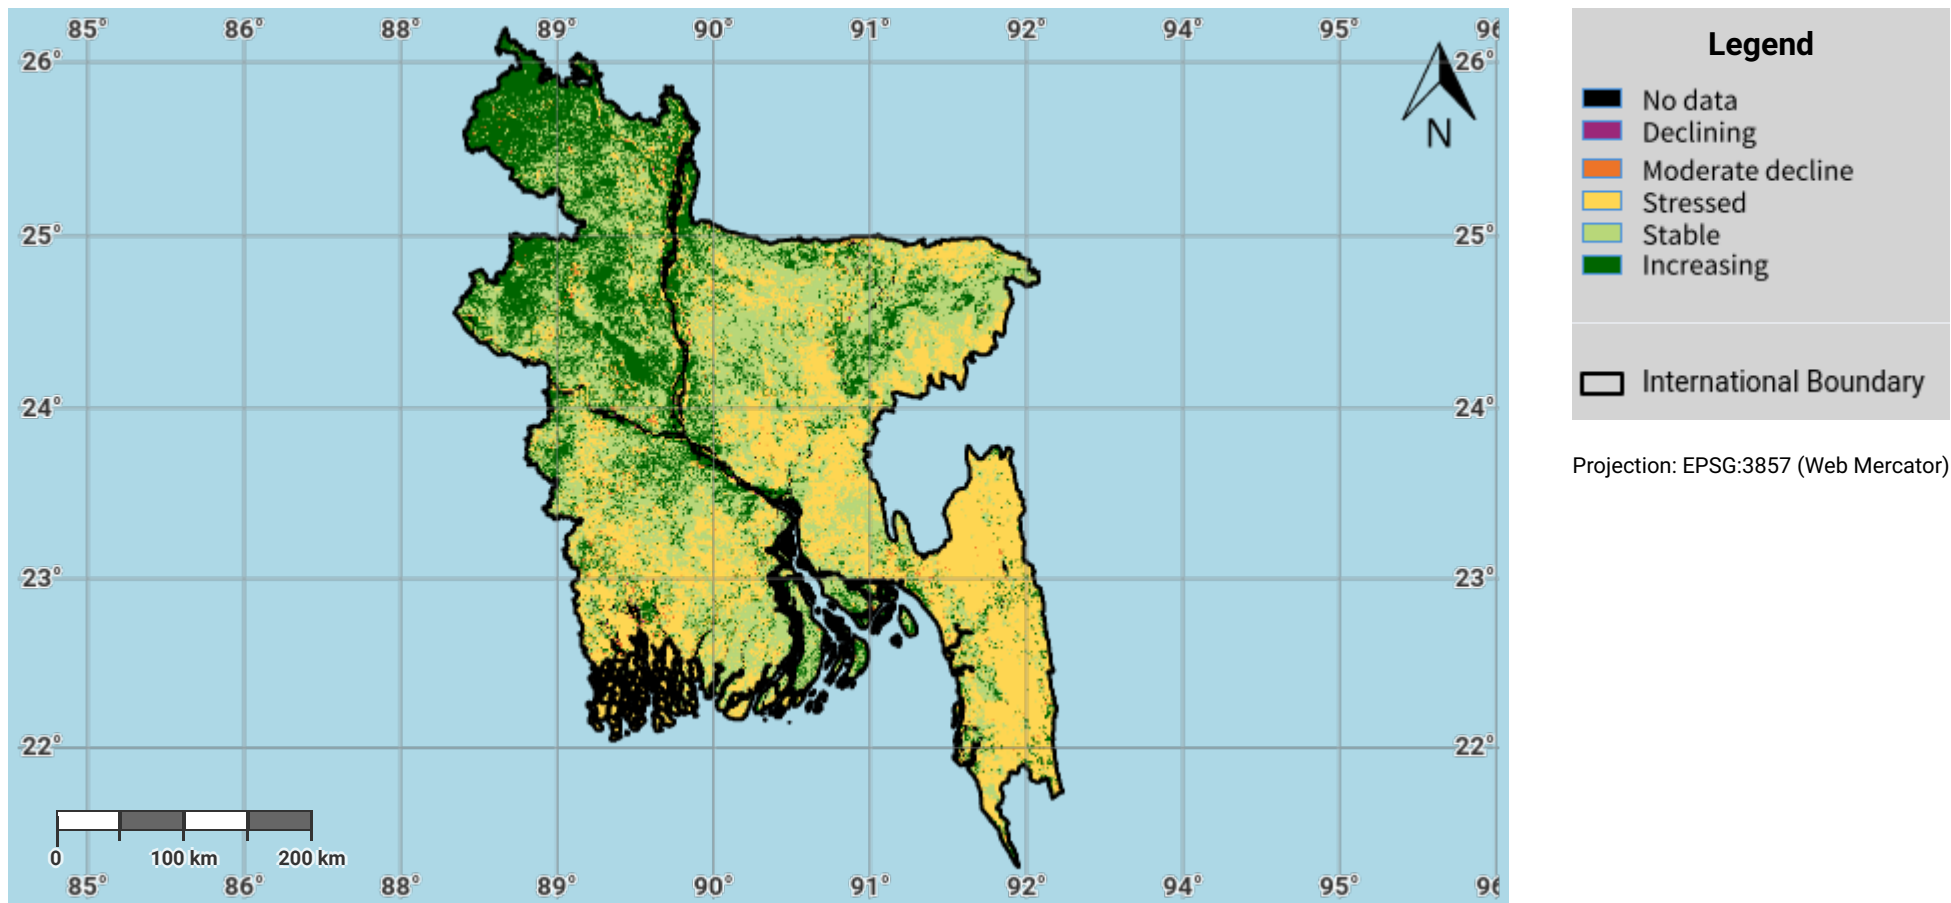 85° 86° 88° 89° 90° 91° 92° 94° 95° 96
26° 26°
25° 25°
24° 24°
23° 23°
22° 22°
N
0 100 km 200 km
85° 86° 88° 89° 90° 91° 92° 94° 95° 96
Legend
No data
Declining
Moderate decline
Stressed
Stable
Increasing
International Boundary
Projection: EPSG:3857 (Web Mercator)